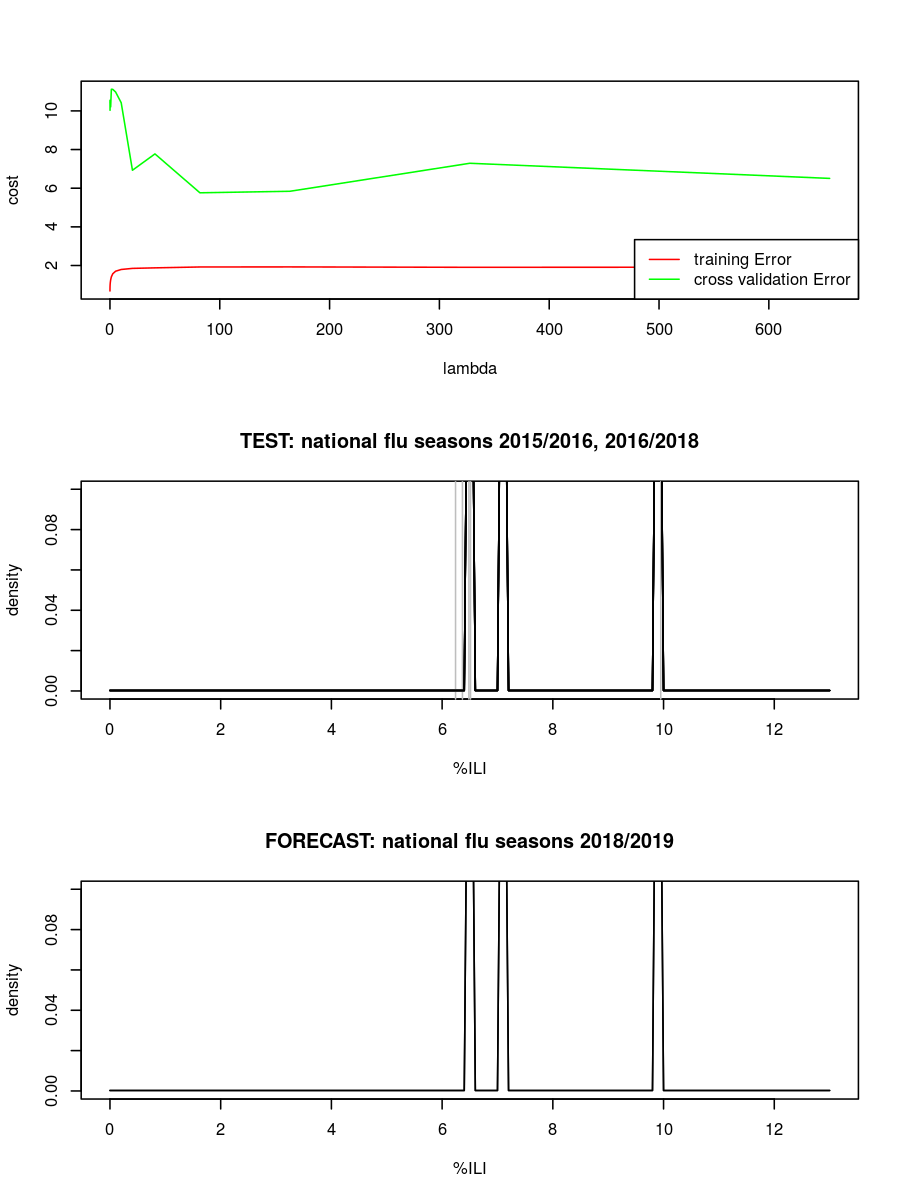 10
8
6
4
2
cost
training Error
cross validation Error
0 100 200 300 400 500 600
lambda
TEST: national flu seasons 2015/2016, 2016/2018
0.08
0.04
0.00
density
0 2 4 6 8 10 12
%ILI
FORECAST: national flu seasons 2018/2019
0.08
0.04
0.00
density
0 2 4 6 8 10 12
%ILI